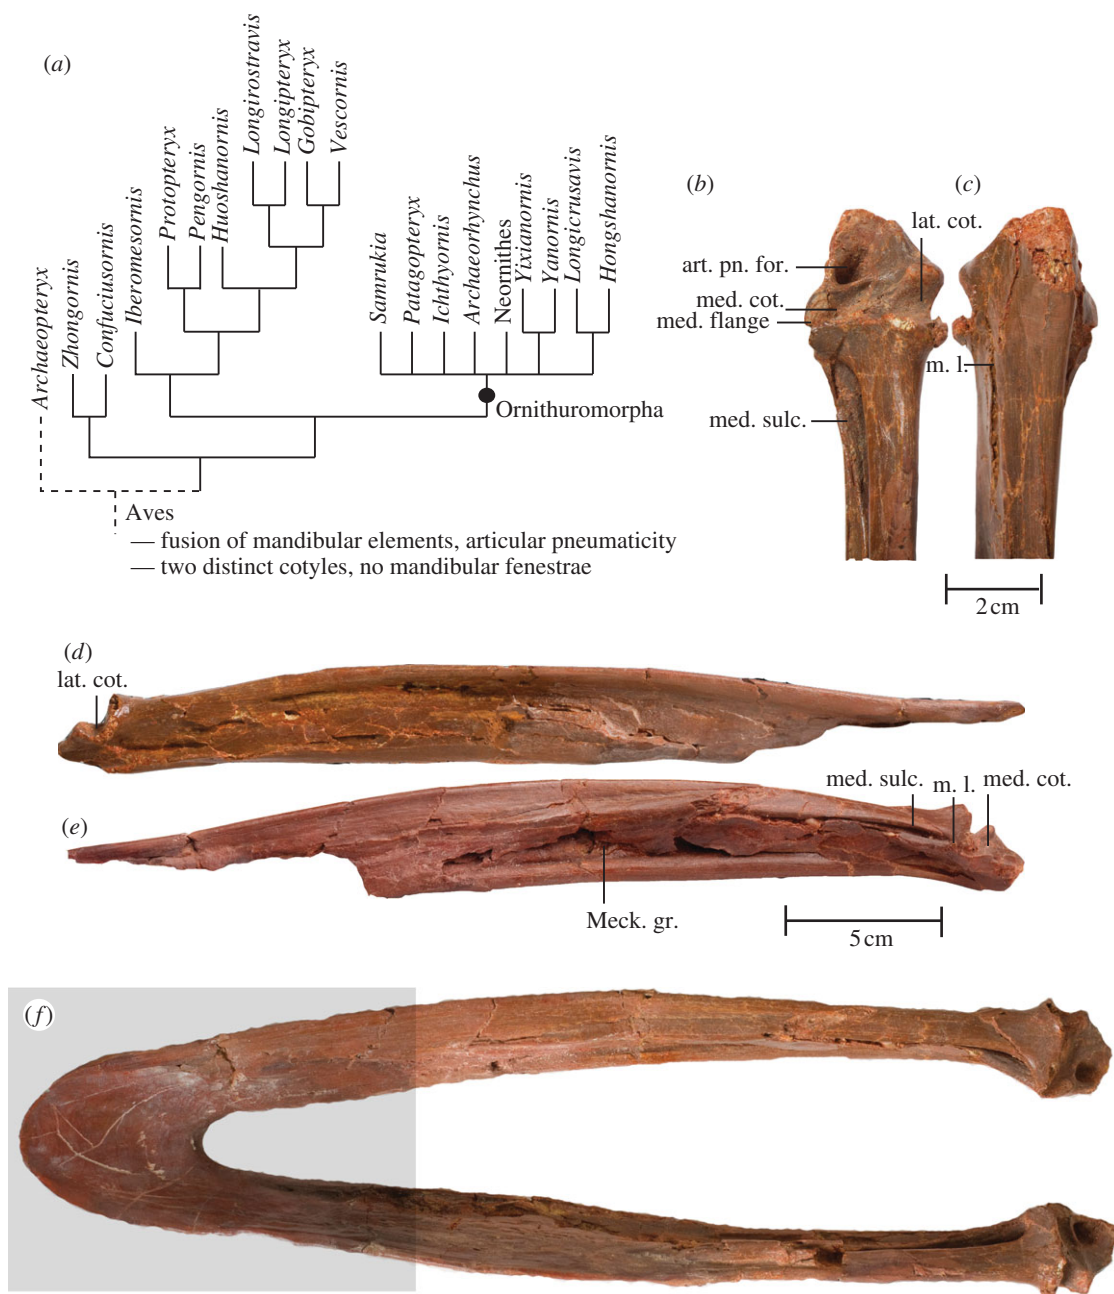 (a)
Archaeopteryx
Zhongornis
Confuciusornis
Iberomesornis
Protopteryx
Pengornis
Huoshanornis
Longirostravis
Longipteryx
Gobipteryx
Vescornis
Samrukia
Patagopteryx
Ichthyornis
Archaeorhynchus
Neornithes
Yixianornis
Yanornis
Longicrusavis
Hongshanornis
Ornithuromorpha
Aves
— fusion of mandibular elements, articular pneumaticity
— two distinct cotyles, no mandibular fenestrae
(b)
(c)
lat. cot.
art. pn. for.
med. cot.
med. flange
m. l.
med. sulc.
2 cm
(d)
lat. cot.
med. sulc.
m. l.
med. cot.
(e)
Meck. gr.
5 cm
(f)